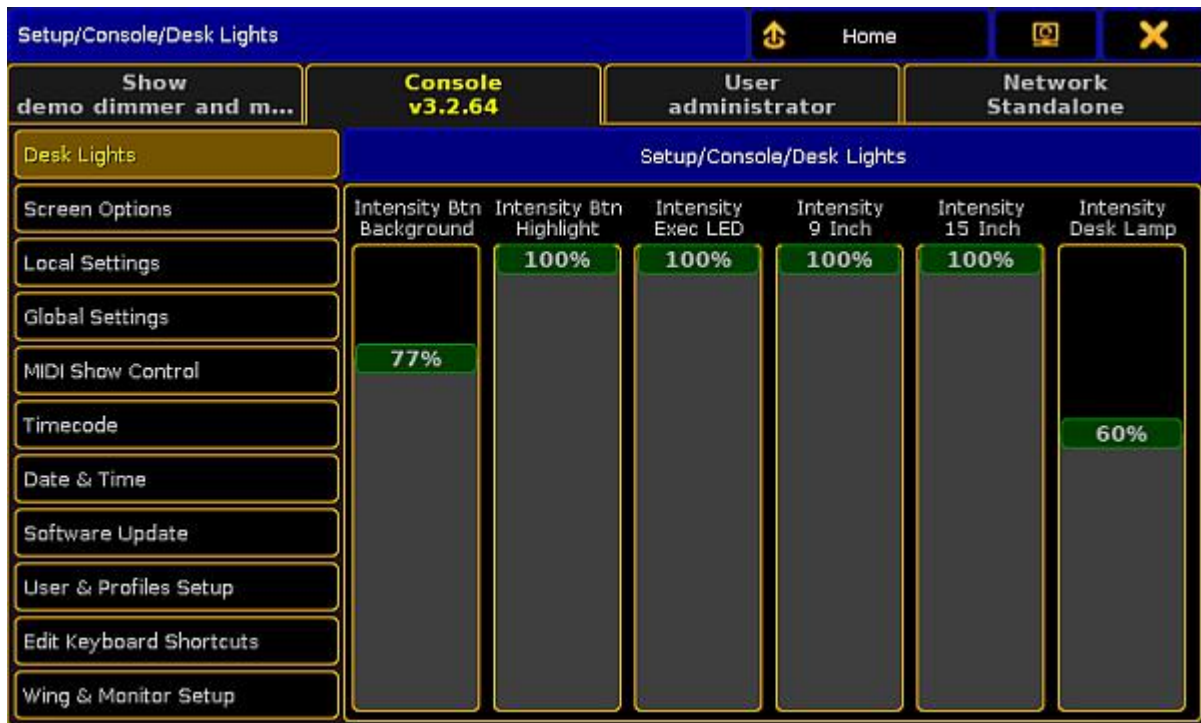 Setup/Console/Desk Lights
Home
Show
demo dimmer and m...
Console
v3.2.64
User
administrator
Network
Standalone
Desk Lights
Screen Options
Local Settings
Global Settings
MIDI Show Control
Timecode
Date & Time
Software Update
User & Profiles Setup
Edit Keyboard Shortcuts
Wing & Monitor Setup
Setup/Console/Desk Lights
Intensity Btn
Background
77%
Intensity Btn
Highlight
100%
Intensity
Exec LED
100%
Intensity
9 Inch
100%
Intensity
15 Inch
100%
Intensity
Desk Lamp
60%